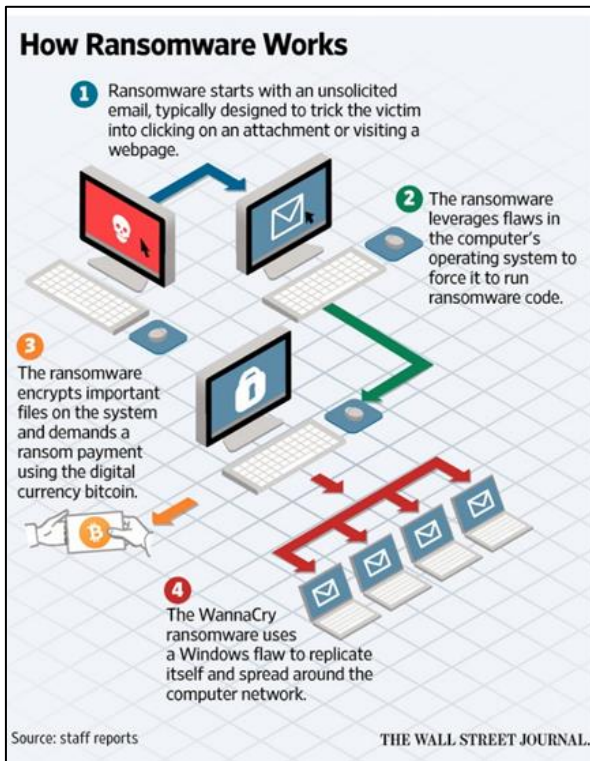 How Ransomware Works
1
Ransomware starts with an unsolicited
email, typically designed to trick the victim
into clicking on an attachment or visiting a
webpage.
2
The ransomware
leverages flaws in
the computer's
operating system to
force it to run
ransomware code.
3
The ransomware
encrypts important
files on the system
and demands a
ransom payment
using the digital
currency bitcoin.
4
The WannaCry
ransomware uses
a Windows flaw to replicate
itself and spread around the
computer network.
Source: staff reports
THE WALL STREET JOURNAL.